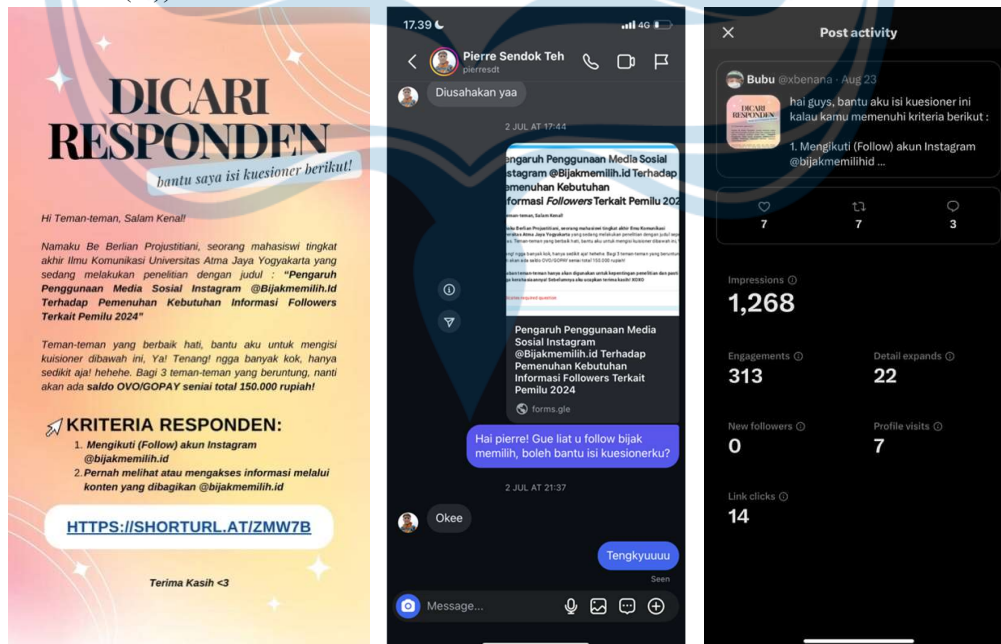 DICARI
RESPONDEN
bantu saya isi kuesioner berikut!
Hi Teman-teman, Salam Kenal!
Namaku Be Berlian Projustitiani, seorang mahasiswi tingkat
akhir Ilmu Komunikasi Universitas Atma Jaya Yogyakarta yang
sedang melakukan penelitian dengan judul : "Pengaruh
Penggunaan Media Sosial Instagram @Bijakmemilih.Id
Terhadap Pemenuhan Kebutuhan Informasi Followers
Terkait Pemilu 2024"
Teman-teman yang berbaik hati, bantu aku untuk mengisi
kuisioner dibawah ini, Ya! Tenang! ngga banyak kok, hanya
sedikit aja! hehehe. Bagi 3 teman-teman yang beruntung, nanti
akan ada saldo OVO/GOPAY seniai total 150.000 rupiah!
KRITERIA RESPONDEN:
1. Mengikuti (Follow) akun Instagram
@bijakmemilih.id
2. Pernah melihat atau mengakses informasi melalui
konten yang dibagikan @bijakmemilih.id
HTTPS://SHORTURL.AT/ZMW7B
Terima Kasih <3
17.39
4G
Pierre Sendok Teh
pierresdt
Diusahakan yaa
2 JUL AT 17:44
engaruh Penggunaan Media Sosial
stagram @Bijakmemilih.id Terhadap
emenuhan Kebutuhan
formasi Followers Terkait Pemilu 202
Pengaruh Penggunaan Media
Sosial Instagram
@Bijakmemilih.id Terhadap
Pemenuhan Kebutuhan
Informasi Followers Terkait
Pemilu 2024
forms.gle
Hai pierre! Gue liat u follow bijak
memilih, boleh bantu isi kuesionerku?
2 JUL AT 21:37
Okee
Tengkyuuuu
Seen
Message...
Post activity
Bubu @xbenana · Aug 23
hai guys, bantu aku isi kuesioner ini
kalau kamu memenuhi kriteria berikut :
1. Mengikuti (Follow) akun Instagram
@bijakmemilihid ...
DICARI
RESPONDEN
7 7 3
Impressions
1,268
Engagements Detail expands
313 22
New followers Profile visits
0 7
Link clicks
14